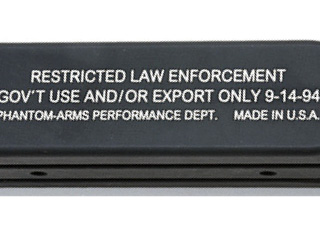 RESTRICTED LAW ENFORCEMENT
GOV'T USE AND/OR EXPORT ONLY 9-14-94
PHANTOM-ARMS PERFORMANCE DEPT. MADE IN U.S.A.